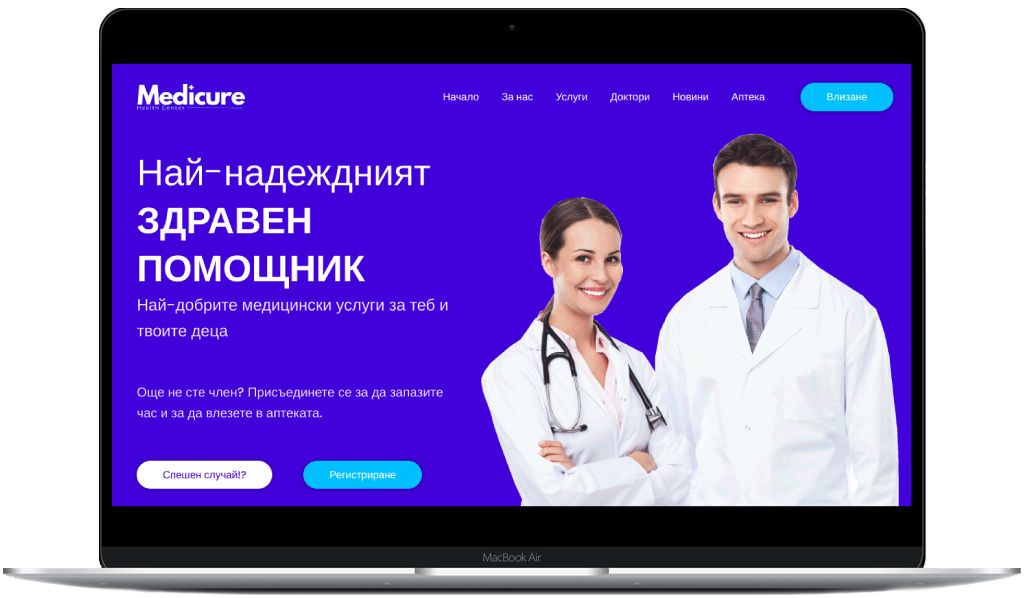 Medicure
Health Center
Начало За нас Услуги Доктори Новини Аптека Влизане
Най-надеждният
ЗДРАВЕН
ПОМОЩНИК
Най-добрите медицински услуги за теб и
твоите деца
Още не сте член? Присъединете се за да запазите
час и за да влезете в аптеката.
Спешен случай!? Регистриране
MacBook Air